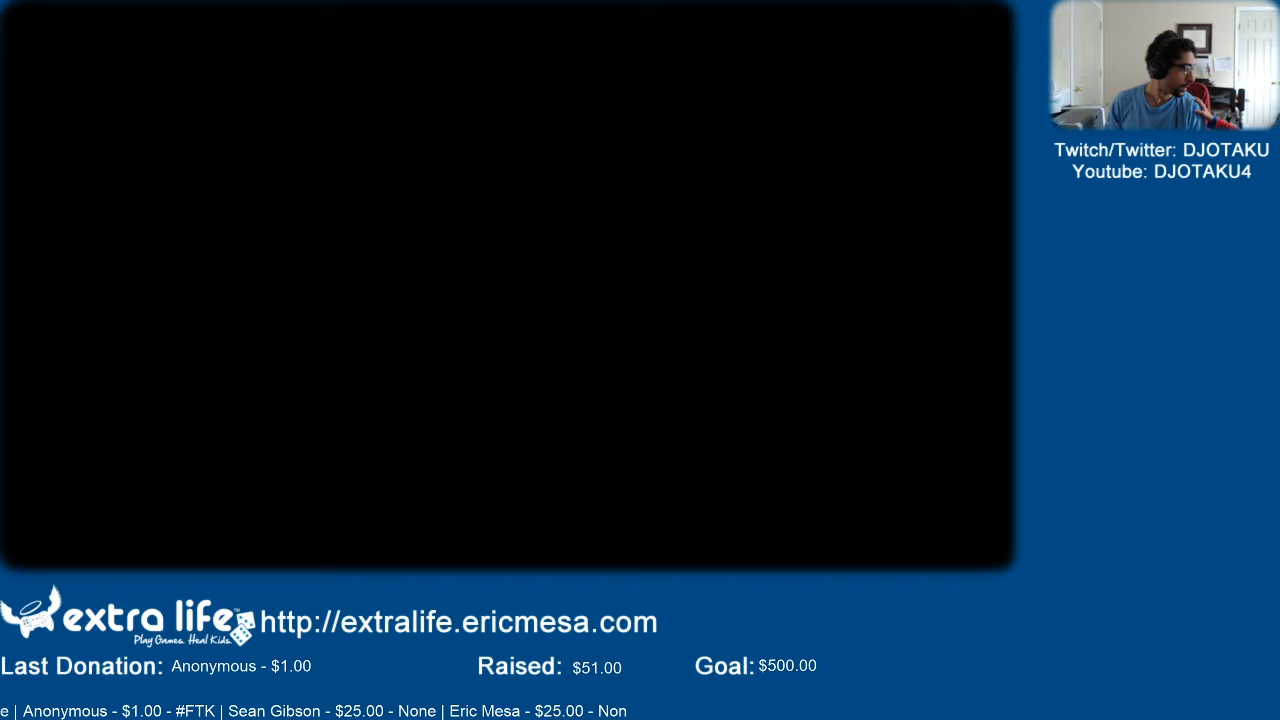 Twitch/Twitter: DJOTAKU
Youtube: DJOTAKU4
extra life™
Play Games. Heal Kids.
http://extralife.ericmesa.com
Last Donation: Anonymous - $1.00 Raised: $51.00 Goal: $500.00
e | Anonymous - $1.00 - #FTK | Sean Gibson - $25.00 - None | Eric Mesa - $25.00 - Non